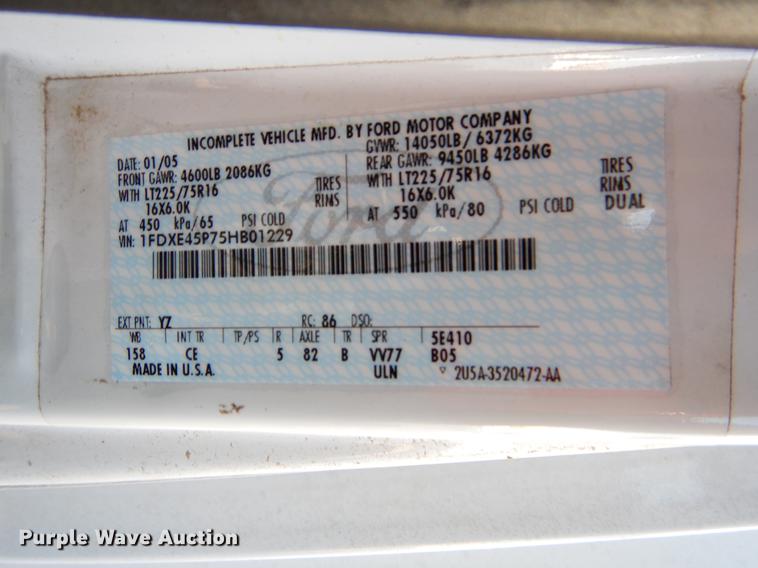 INCOMPLETE VEHICLE MFD. BY FORD MOTOR COMPANY
DATE: 01/05 GVWR: 14050LB/ 6372KG
FRONT GAWR: 4600LB 2086KG REAR GAWR: 9450LB 4286KG
WITH LT225/75R16 TIRES WITH LT225/75R16 TIRES
16X6.0K RIMS 16X6.0K RIMS
AT 450 kPa/65 PSI COLD AT 550 kPa/80 PSI COLD DUAL
VIN: 1FDXE45P75HB01229
Ford
EXT PNT: YZ RC: 86 DSO:
WB INT TR TP/PS R AXLE TR SPR 5E410
158 CE 5 82 B VV77 B05
MADE IN U.S.A. ULN ▿ 2U5A-3520472-AA
Purple Wave Auction